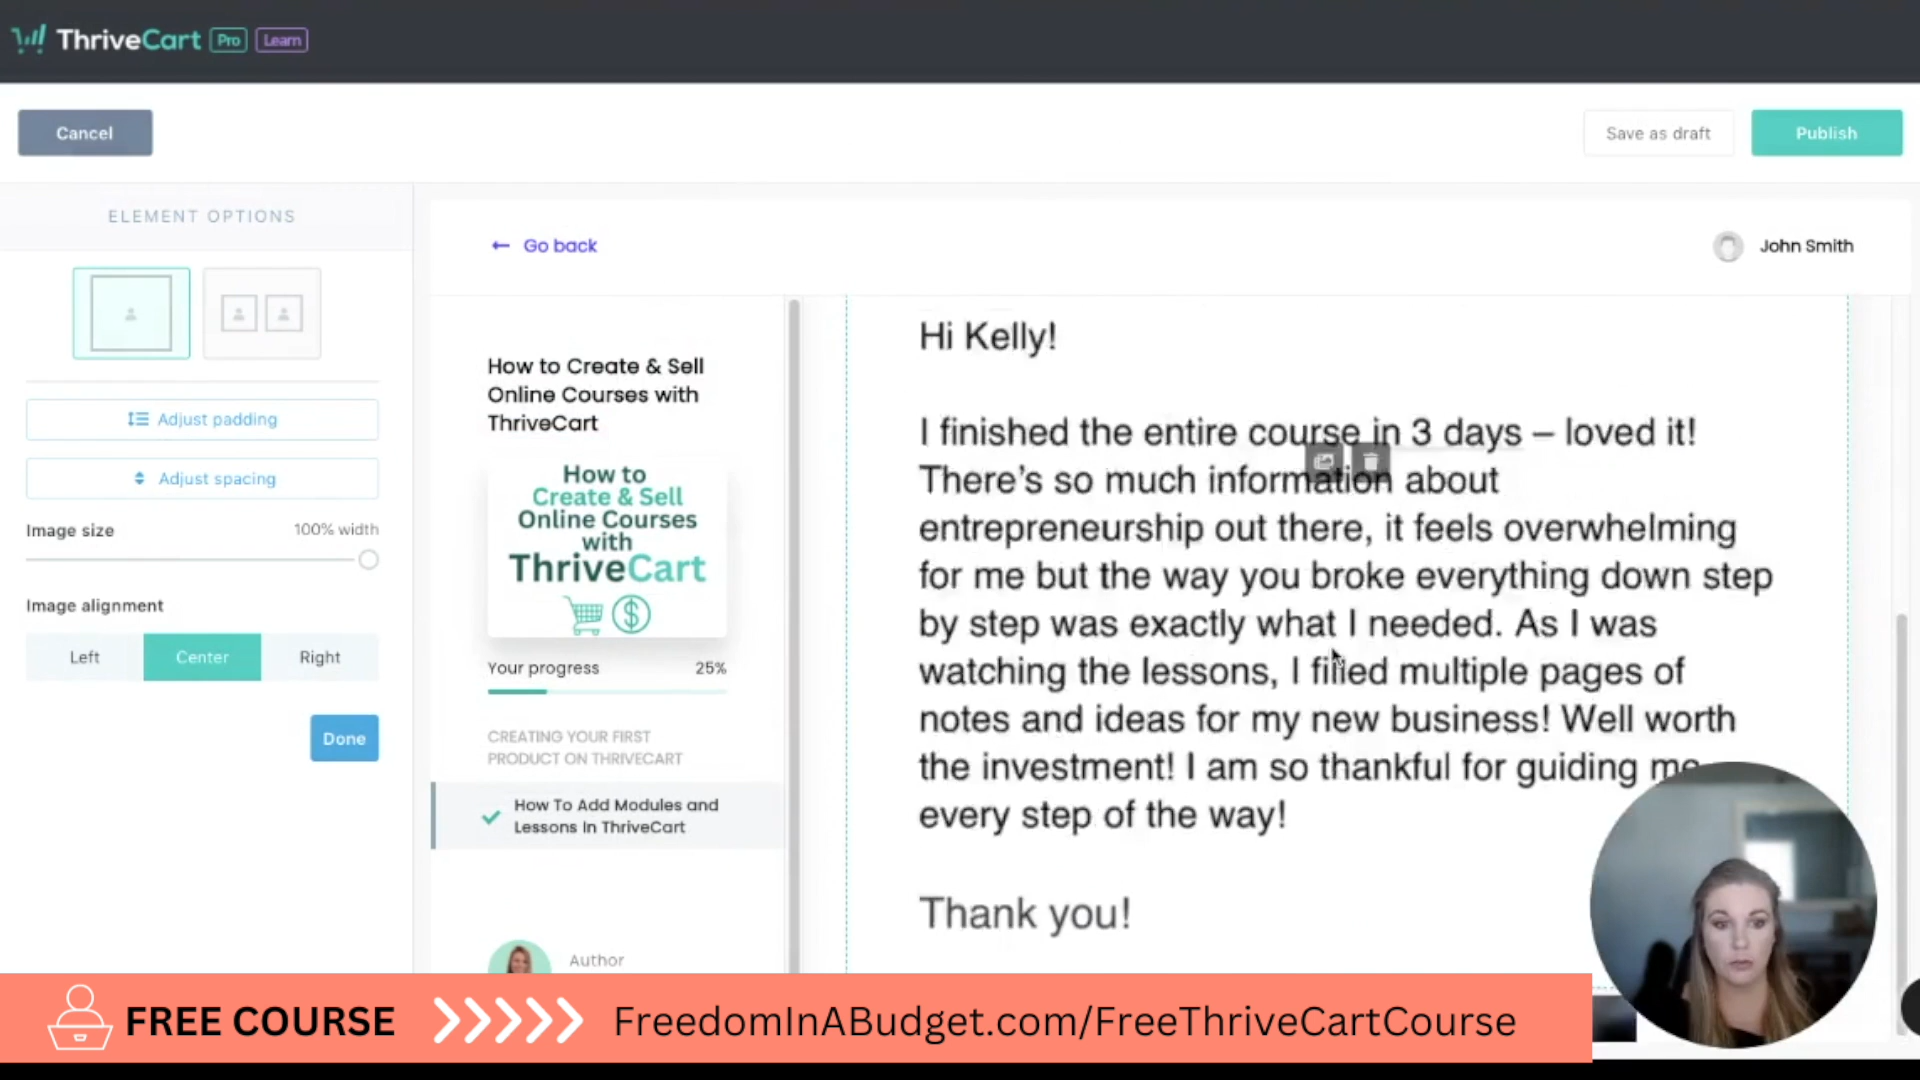 ThriveCart Pro Learn
Cancel
Save as draft
Publish
ELEMENT OPTIONS
Adjust padding
Adjust spacing
Image size 100% width
Image alignment
Left Center Right
Done
← Go back
John Smith
How to Create & Sell
Online Courses with
ThriveCart
How to
Create & Sell
Online Courses
with
ThriveCart
Your progress 25%
CREATING YOUR FIRST
PRODUCT ON THRIVECART
How To Add Modules and
Lessons In ThriveCart
Author
Hi Kelly!
I finished the entire course in 3 days – loved it!
There's so much information about
entrepreneurship out there, it feels overwhelming
for me but the way you broke everything down step
by step was exactly what I needed. As I was
watching the lessons, I filled multiple pages of
notes and ideas for my new business! Well worth
the investment! I am so thankful for guiding me
every step of the way!
Thank you!
FREE COURSE
FreedomInABudget.com/FreeThriveCartCourse